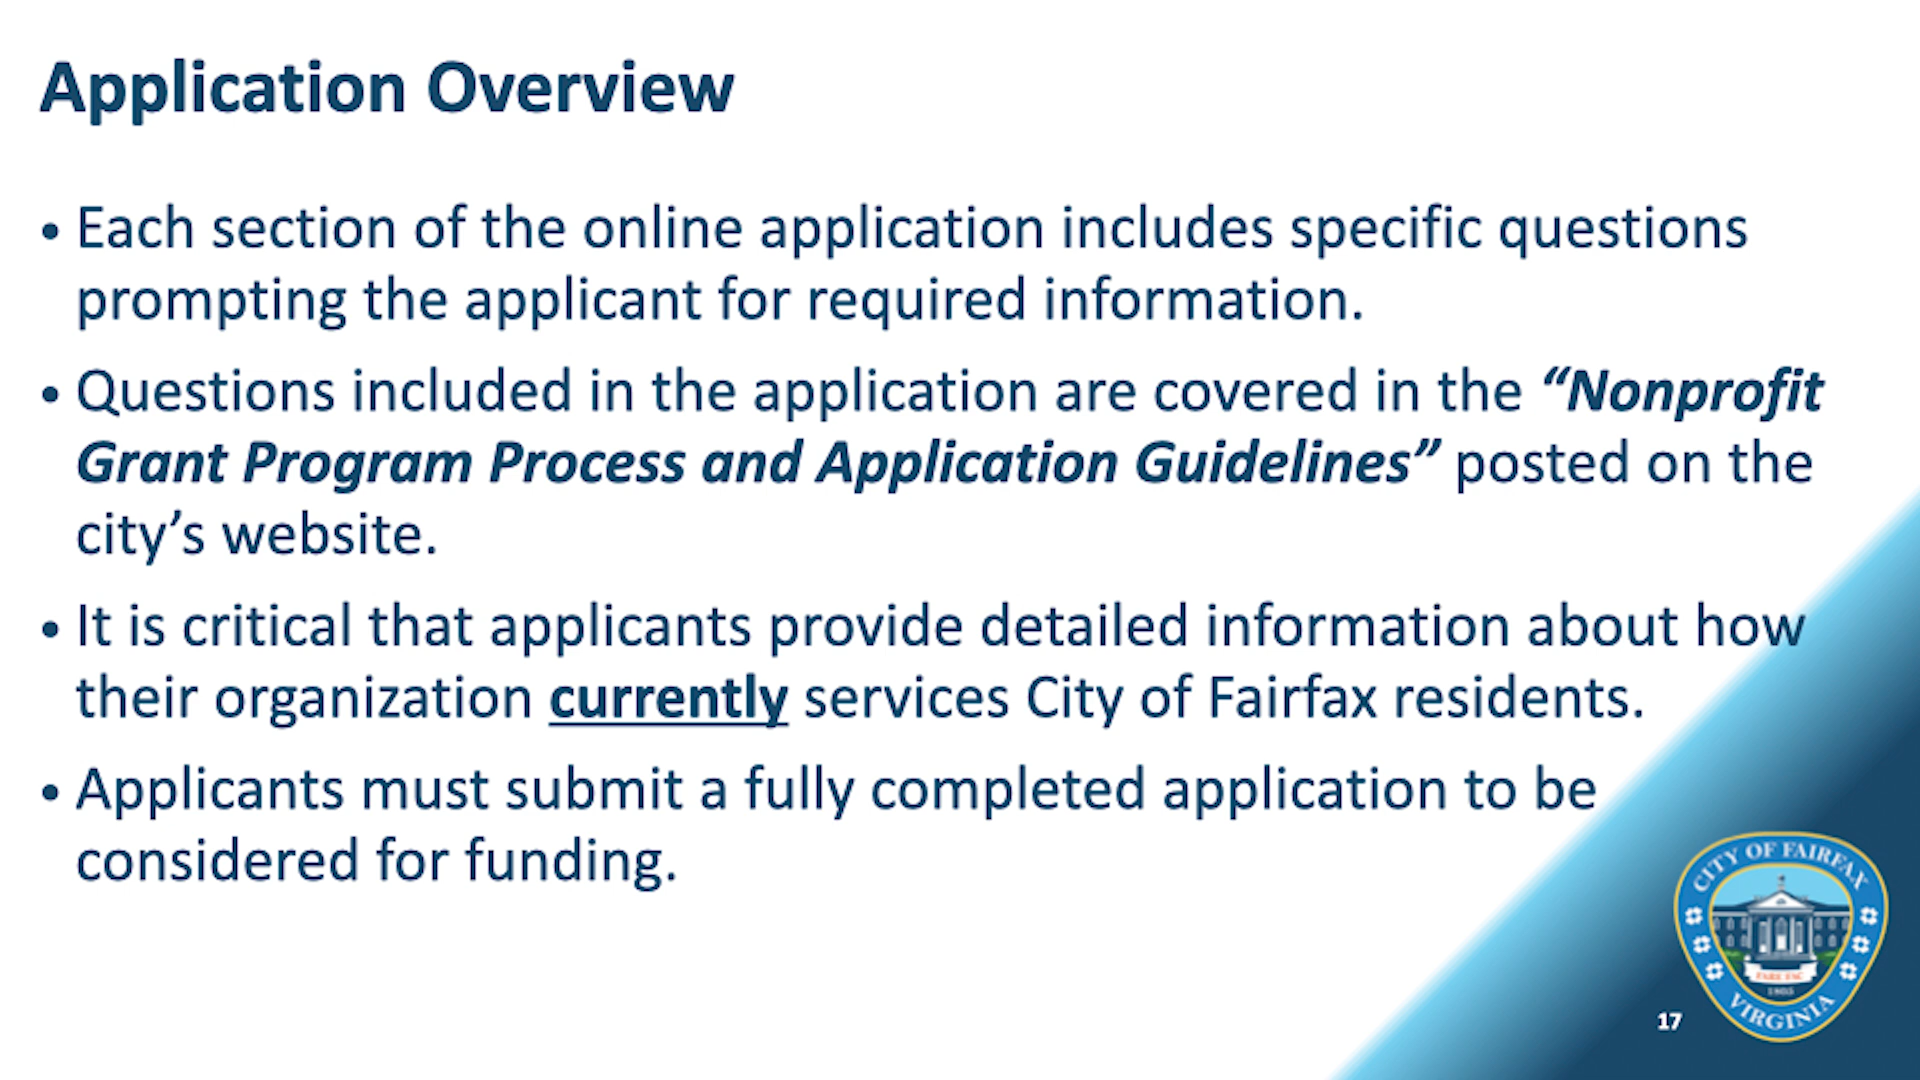 Application Overview
• Each section of the online application includes specific questions
prompting the applicant for required information.
• Questions included in the application are covered in the “Nonprofit
Grant Program Process and Application Guidelines” posted on the
city’s website.
• It is critical that applicants provide detailed information about how
their organization currently services City of Fairfax residents.
• Applicants must submit a fully completed application to be
considered for funding.
CITY OF FAIRFAX
FARE FAC
1805
VIRGINIA
17